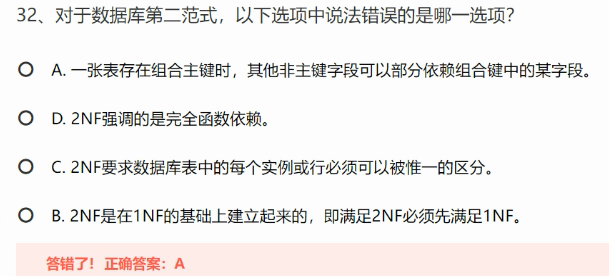 32、对于数据库第二范式，以下选项中说法错误的是哪一选项？
A. 一张表存在组合主键时，其他非主键字段可以部分依赖组合键中的某字段。
D. 2NF强调的是完全函数依赖。
C. 2NF要求数据库表中的每个实例或行必须可以被惟一的区分。
B. 2NF是在1NF的基础上建立起来的，即满足2NF必须先满足1NF。
答错了！ 正确答案：A